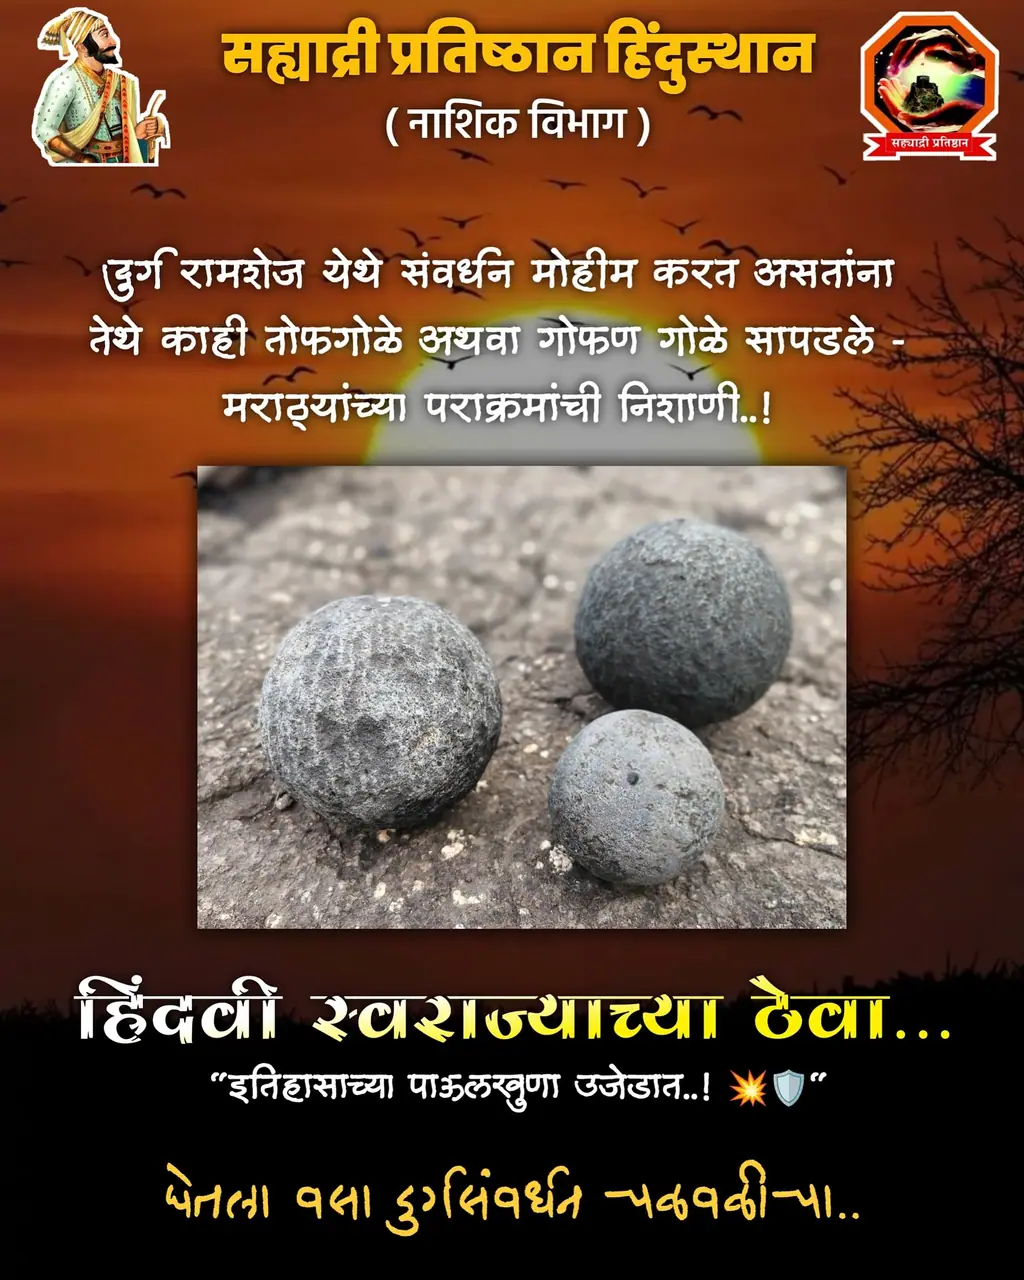 सह्याद्री प्रतिष्ठान हिंदुस्थान
( नाशिक विभाग )
सह्याद्री प्रतिष्ठान
दुर्ग रामशेज येथे संवर्धन मोहीम करत असतांना
तेथे काही तोफगोळे अथवा गोफण गोळे सापडले -
मराठ्यांच्या पराक्रमांची निशाणी..!
हिंदवी स्वराज्याच्या ठेवा...
"इतिहासाच्या पाऊलखुणा उजेडात..! 💥🛡️"
घेतला वसा दुर्गसंवर्धन चळवळीचा..